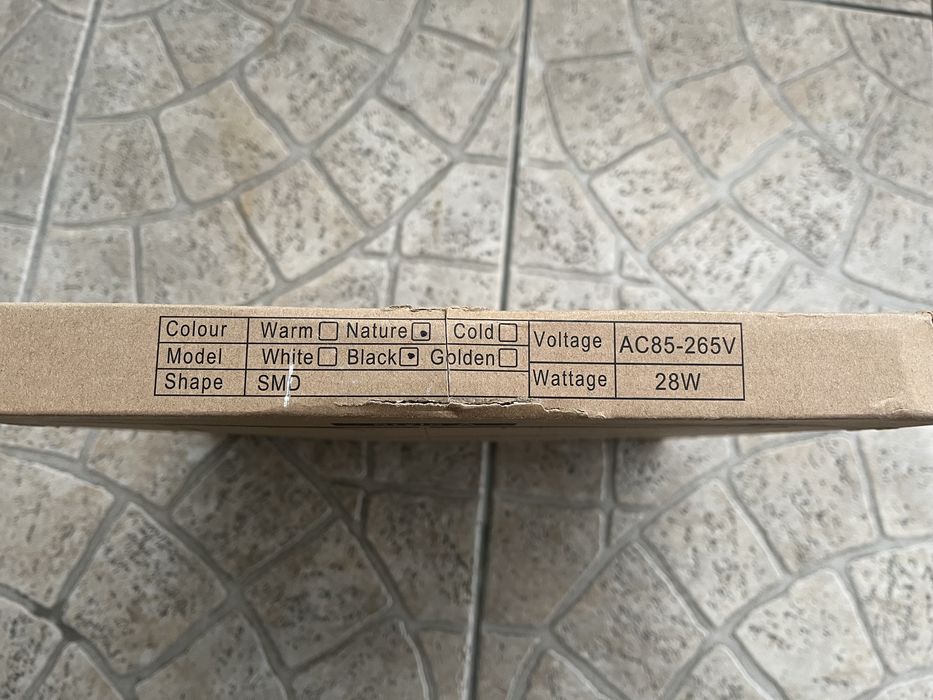 Colour Warm Nature Cold
Model White Black Golden
Shape SMD
Voltage AC85-265V
Wattage 28W